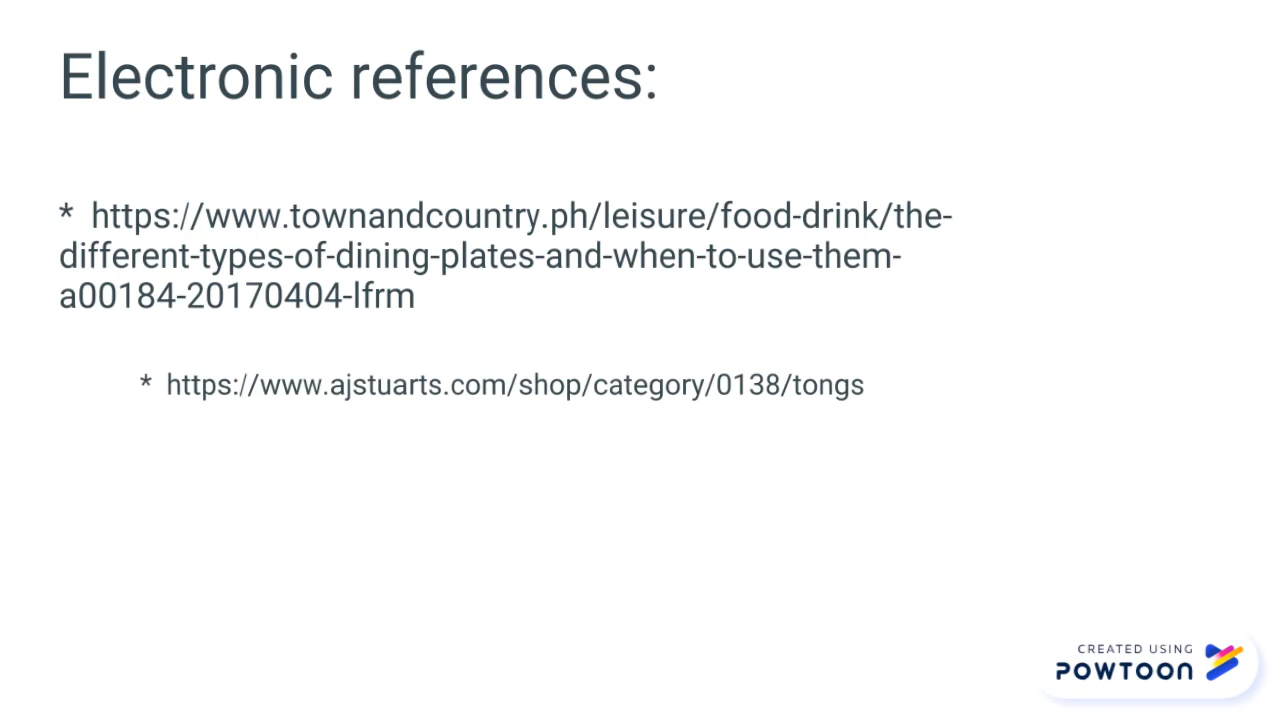 Electronic references:
* https://www.townandcountry.ph/leisure/food-drink/the-
different-types-of-dining-plates-and-when-to-use-them-
a00184-20170404-lfrm
* https://www.ajstuarts.com/shop/category/0138/tongs
CREATED USING
POWTOON